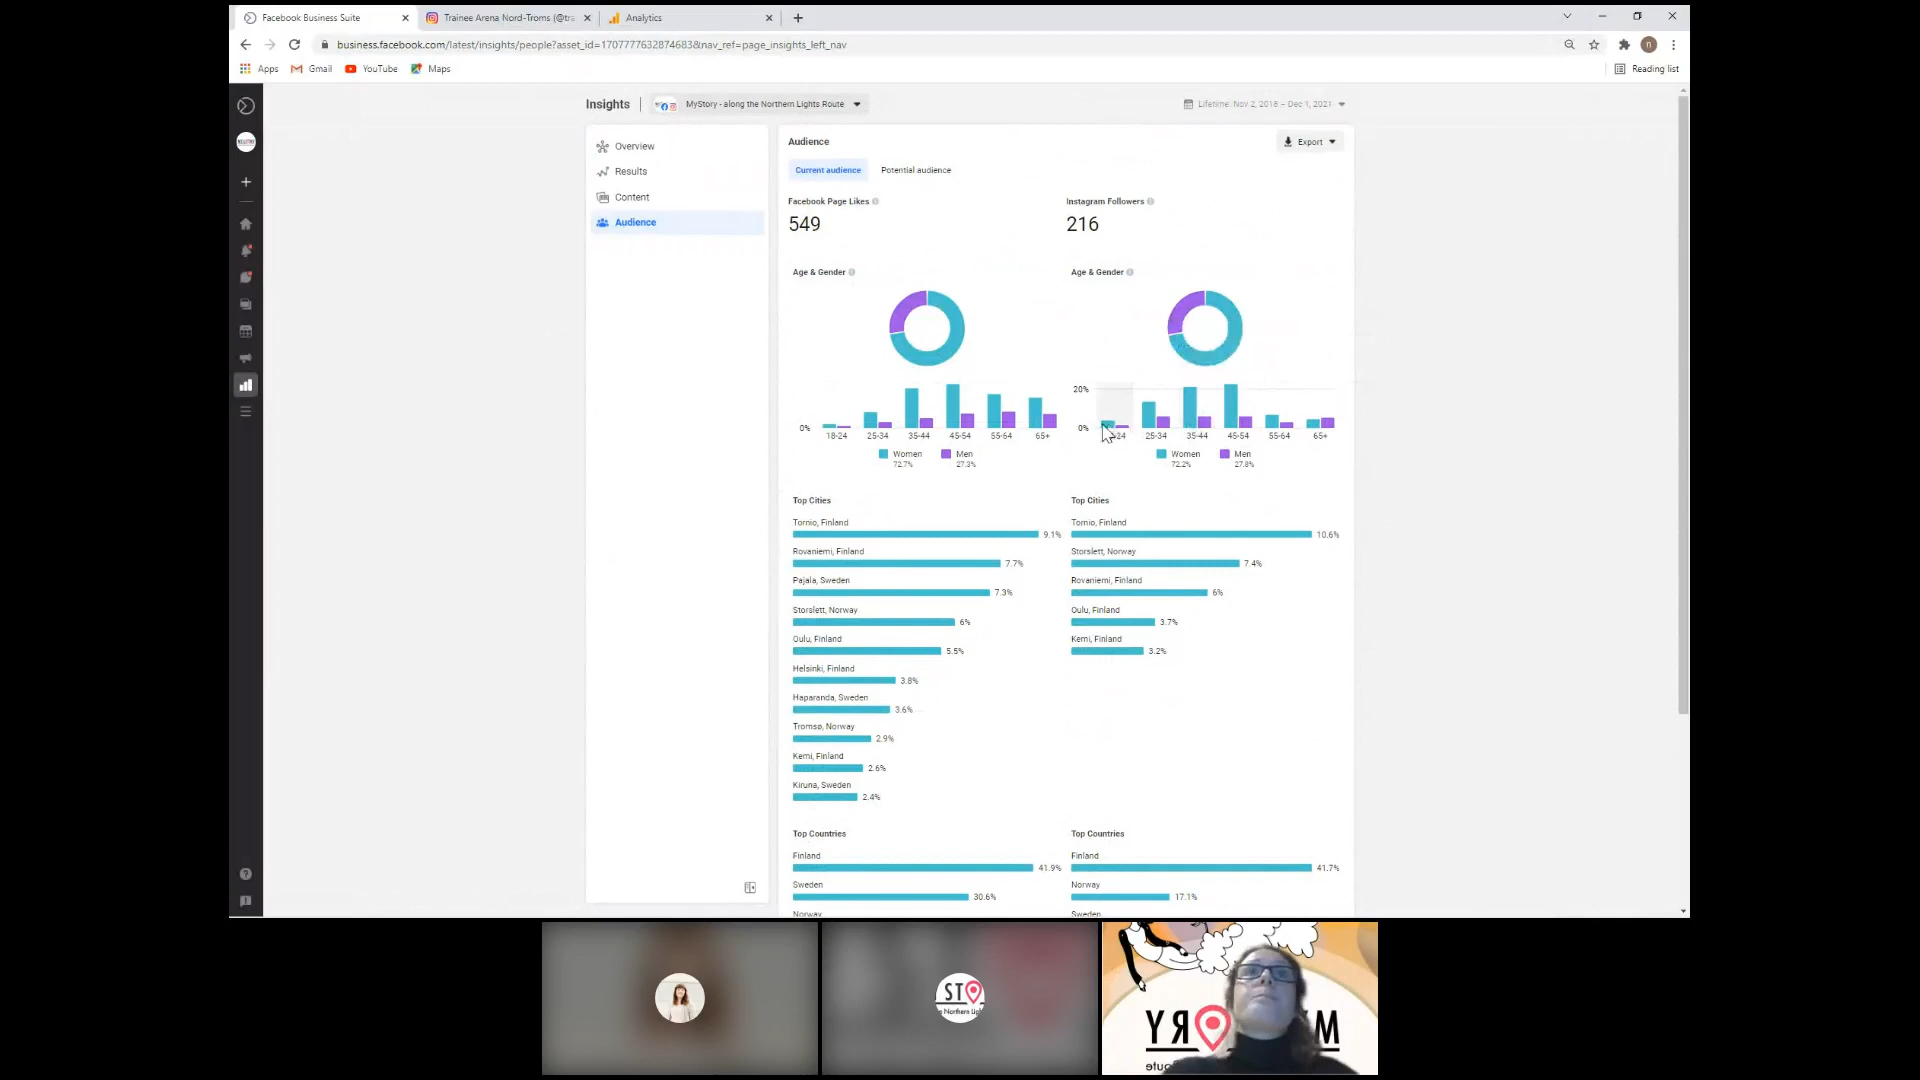 Facebook Business Suite
Trainee Arena Nord-Troms (@tra
Analytics
business.facebook.com/latest/insights/people?asset_id=1707777632874683&nav_ref=page_insights_left_nav
Apps
Gmail
YouTube
Maps
Reading list
Insights
MyStory - along the Northern Lights Route
Lifetime: Nov 2, 2018 – Dec 1, 2021
Overview
Results
Content
Audience
Audience
Export
Current audience
Potential audience
Facebook Page Likes
549
Instagram Followers
216
Age & Gender
0%
18-24 25-34 35-44 45-54 55-64 65+
Women
72.7%
Men
27.3%
Age & Gender
20%
0%
-24 25-34 35-44 45-54 55-64 65+
Women
72.2%
Men
27.8%
Top Cities
Tornio, Finland
9.1%
Rovaniemi, Finland
7.7%
Pajala, Sweden
7.3%
Storslett, Norway
6%
Oulu, Finland
5.5%
Helsinki, Finland
3.8%
Haparanda, Sweden
3.6%
Tromsø, Norway
2.9%
Kemi, Finland
2.6%
Kiruna, Sweden
2.4%
Top Cities
Tornio, Finland
10.6%
Storslett, Norway
7.4%
Rovaniemi, Finland
6%
Oulu, Finland
3.7%
Kemi, Finland
3.2%
Top Countries
Finland
41.9%
Sweden
30.6%
Norway
Top Countries
Finland
41.7%
Norway
17.1%
Sweden
ST
Northern Lig